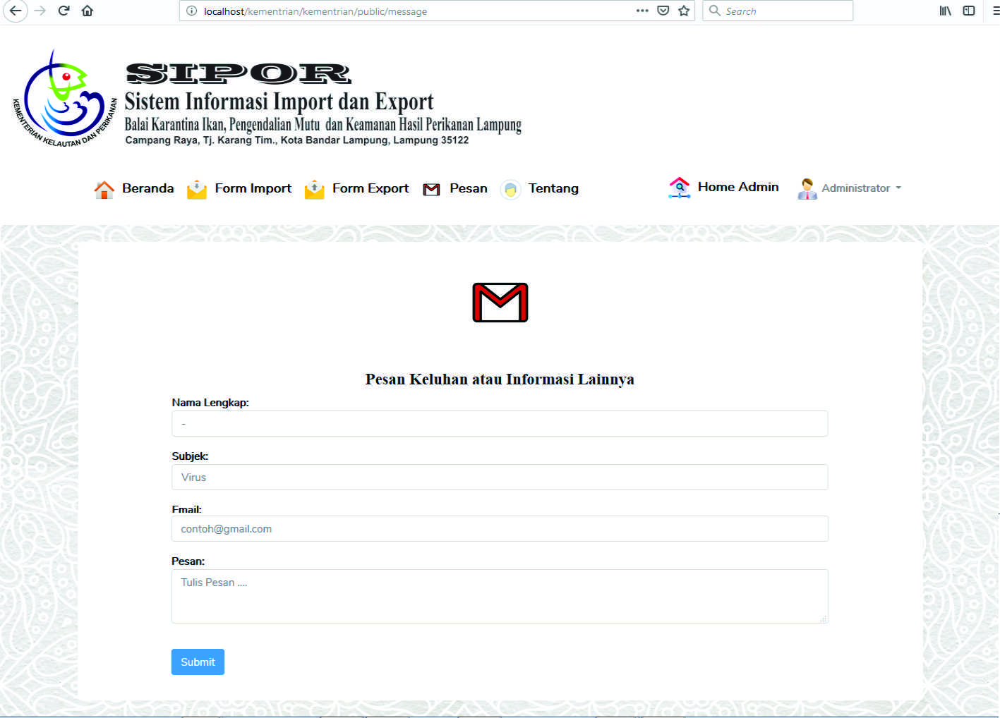 localhost/kementrian/kementrian/public/message
Search
KEMENTERIAN KELAUTAN DAN PERIKANAN
SIPOR
Sistem Informasi Import dan Export
Balai Karantina Ikan, Pengendalian Mutu dan Keamanan Hasil Perikanan Lampung
Campang Raya, Tj. Karang Tim., Kota Bandar Lampung, Lampung 35122
Beranda Form Import Form Export Pesan Tentang Home Admin Administrator
Pesan Keluhan atau Informasi Lainnya
Nama Lengkap:
-
Subjek:
Virus
Email:
contoh@gmail.com
Pesan:
Tulis Pesan ....
Submit